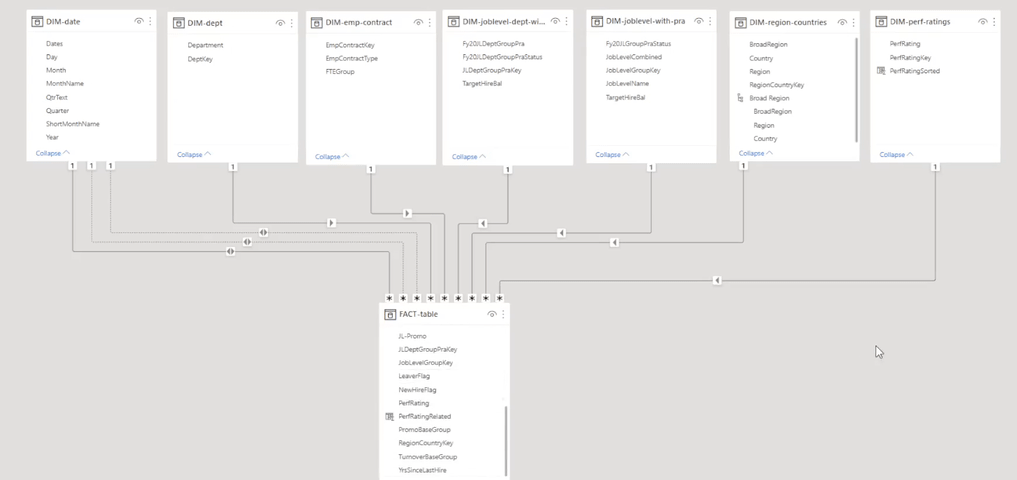 DIM-date
Dates
Day
Month
MonthName
QtrText
Quarter
ShortMonthName
Year
Collapse
DIM-dept
Department
DeptKey
Collapse
DIM-emp-contract
EmpContractKey
EmpContractType
FTEGroup
Collapse
DIM-joblevel-dept-wi...
Fy20JLDeptGroupPra
Fy20JLDeptGroupPraStatus
JLDeptGroupPraKey
TargetHireBal
Collapse
DIM-joblevel-with-pra
Fy20JLGroupPraStatus
JobLevelCombined
JobLevelGroupKey
JobLevelName
TargetHireBal
Collapse
DIM-region-countries
BroadRegion
Country
Region
RegionCountryKey
Broad Region
BroadRegion
Region
Country
Collapse
DIM-perf-ratings
PerfRating
PerfRatingKey
PerfRatingSorted
Collapse
1 1 1 1 1 1 1 1 1
* * * * * * * * *
FACT-table
JL-Promo
JLDeptGroupPraKey
JobLevelGroupKey
LeaverFlag
NewHireFlag
PerfRating
PerfRatingRelated
PromoBaseGroup
RegionCountryKey
TurnoverBaseGroup
YrsSinceLastHire